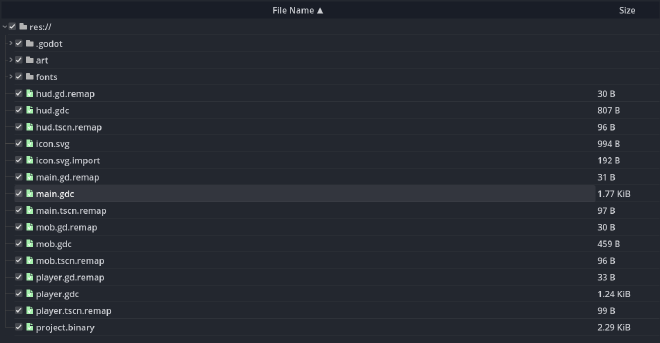 File Name ▲ Size
res://
.godot
art
fonts
hud.gd.remap 30 B
hud.gdc 807 B
hud.tscn.remap 96 B
icon.svg 994 B
icon.svg.import 192 B
main.gd.remap 31 B
main.gdc 1.77 KiB
main.tscn.remap 97 B
mob.gd.remap 30 B
mob.gdc 459 B
mob.tscn.remap 96 B
player.gd.remap 33 B
player.gdc 1.24 KiB
player.tscn.remap 99 B
project.binary 2.29 KiB